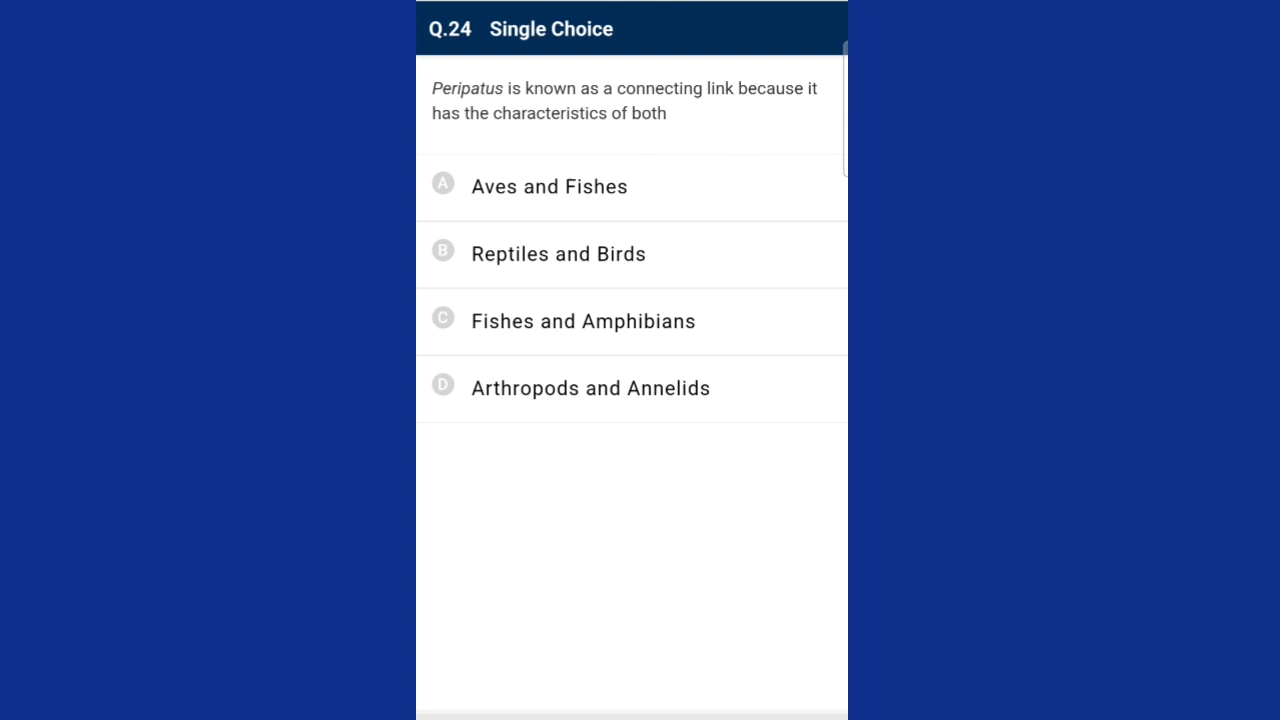 Q.24 Single Choice
Peripatus is known as a connecting link because it
has the characteristics of both
A Aves and Fishes
B Reptiles and Birds
C Fishes and Amphibians
D Arthropods and Annelids